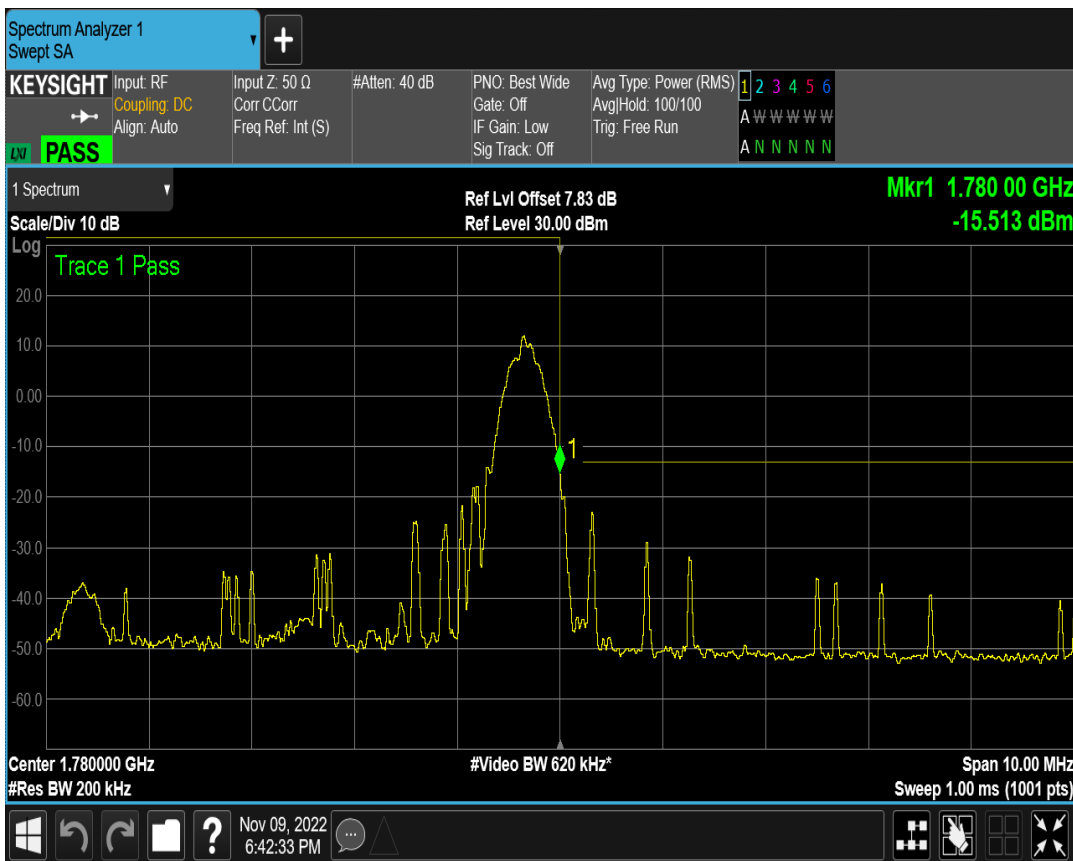 Spectrum Analyzer 1
Swept SA
+
KEYSIGHT Input: RF Input Z: 50 Ω #Atten: 40 dB PNO: Best Wide Avg Type: Power (RMS) 1 2 3 4 5 6
Coupling: DC Corr CCorr Gate: Off Avg|Hold: 100/100
Align: Auto Freq Ref: Int (S) IF Gain: Low Trig: Free Run A W W W W W
LXI PASS Sig Track: Off A N N N N N
1 Spectrum Ref Lvl Offset 7.83 dB Mkr1 1.780 00 GHz
Scale/Div 10 dB Ref Level 30.00 dBm -15.513 dBm
Log
Trace 1 Pass
20.0
10.0
0.00
-10.0
1
-20.0
-30.0
-40.0
-50.0
-60.0
Center 1.780000 GHz #Video BW 620 kHz* Span 10.00 MHz
#Res BW 200 kHz Sweep 1.00 ms (1001 pts)
? Nov 09, 2022
6:42:33 PM